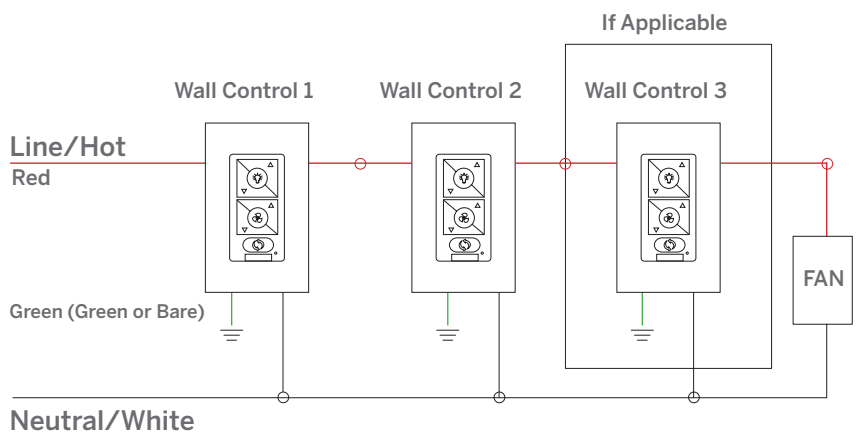 If Applicable
Wall Control 1
Wall Control 2
Wall Control 3
Line/Hot
Red
FAN
Green (Green or Bare)
Neutral/White